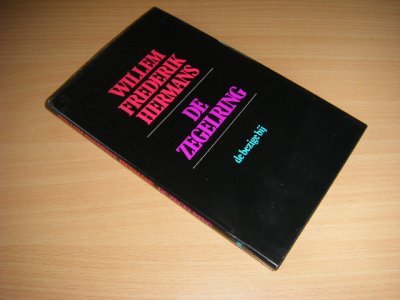 WILLEM
FREDERIK
HERMANS
DE
ZEGELRING
de bezige bij